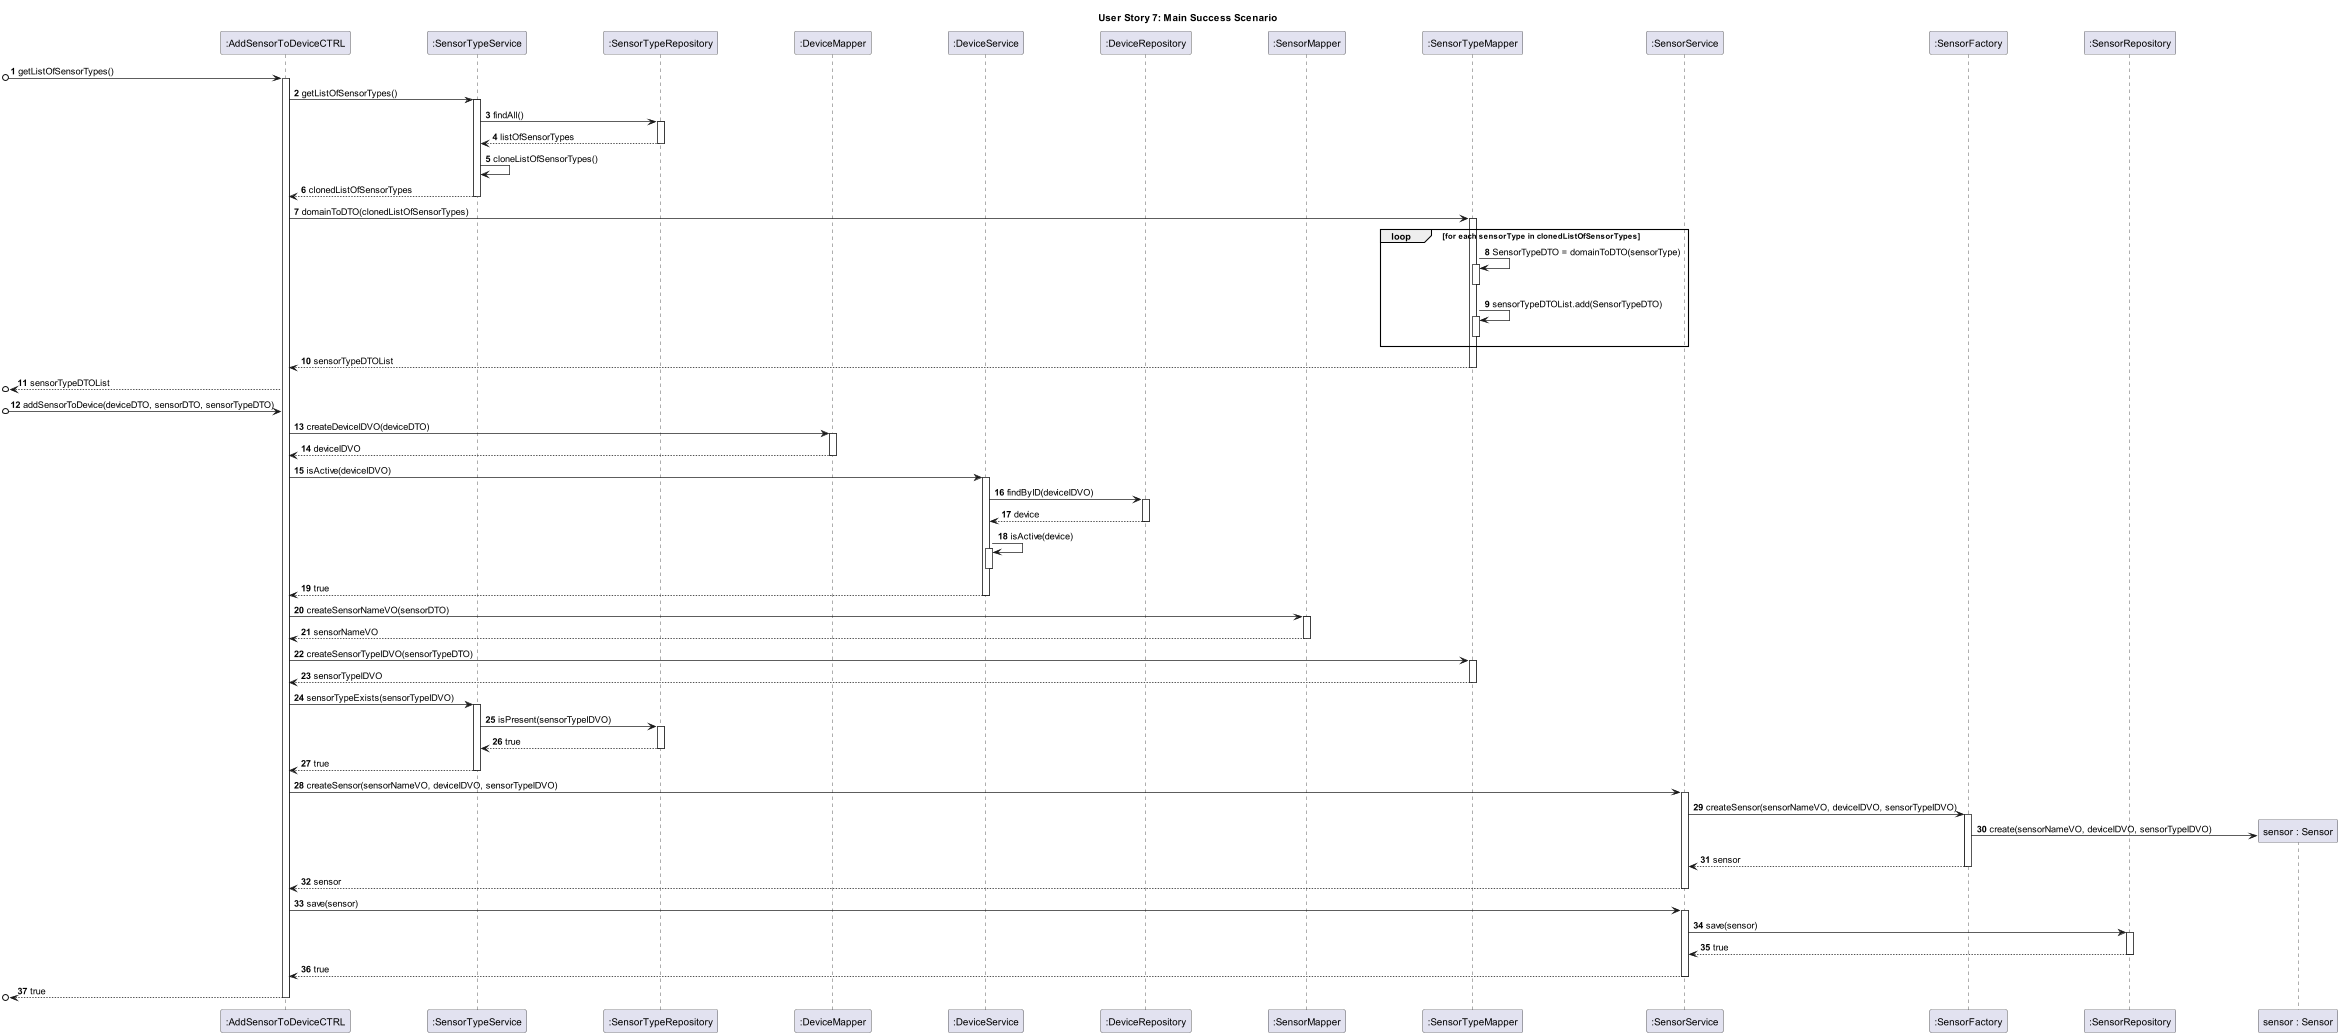 User Story 7: Main Success Scenario
:AddSensorToDeviceCTRL :SensorTypeService :SensorTypeRepository :DeviceMapper :DeviceService :DeviceRepository :SensorMapper :SensorTypeMapper :SensorService :SensorFactory :SensorRepository
1 getListOfSensorTypes()
2 getListOfSensorTypes()
3 findAll()
4 listOfSensorTypes
5 cloneListOfSensorTypes()
6 clonedListOfSensorTypes
7 domainToDTO(clonedListOfSensorTypes)
loop [for each sensorType in clonedListOfSensorTypes]
8 SensorTypeDTO = domainToDTO(sensorType)
9 sensorTypeDTOList.add(SensorTypeDTO)
10 sensorTypeDTOList
11 sensorTypeDTOList
12 addSensorToDevice(deviceDTO, sensorDTO, sensorTypeDTO)
13 createDeviceIDVO(deviceDTO)
14 deviceIDVO
15 isActive(deviceIDVO)
16 findByID(deviceIDVO)
17 device
18 isActive(device)
19 true
20 createSensorNameVO(sensorDTO)
21 sensorNameVO
22 createSensorTypeIDVO(sensorTypeDTO)
23 sensorTypeIDVO
24 sensorTypeExists(sensorTypeIDVO)
25 isPresent(sensorTypeIDVO)
26 true
27 true
28 createSensor(sensorNameVO, deviceIDVO, sensorTypeIDVO)
29 createSensor(sensorNameVO, deviceIDVO, sensorTypeIDVO)
30 create(sensorNameVO, deviceIDVO, sensorTypeIDVO)
sensor : Sensor
31 sensor
32 sensor
33 save(sensor)
34 save(sensor)
35 true
36 true
37 true
:AddSensorToDeviceCTRL :SensorTypeService :SensorTypeRepository :DeviceMapper :DeviceService :DeviceRepository :SensorMapper :SensorTypeMapper :SensorService :SensorFactory :SensorRepository sensor : Sensor